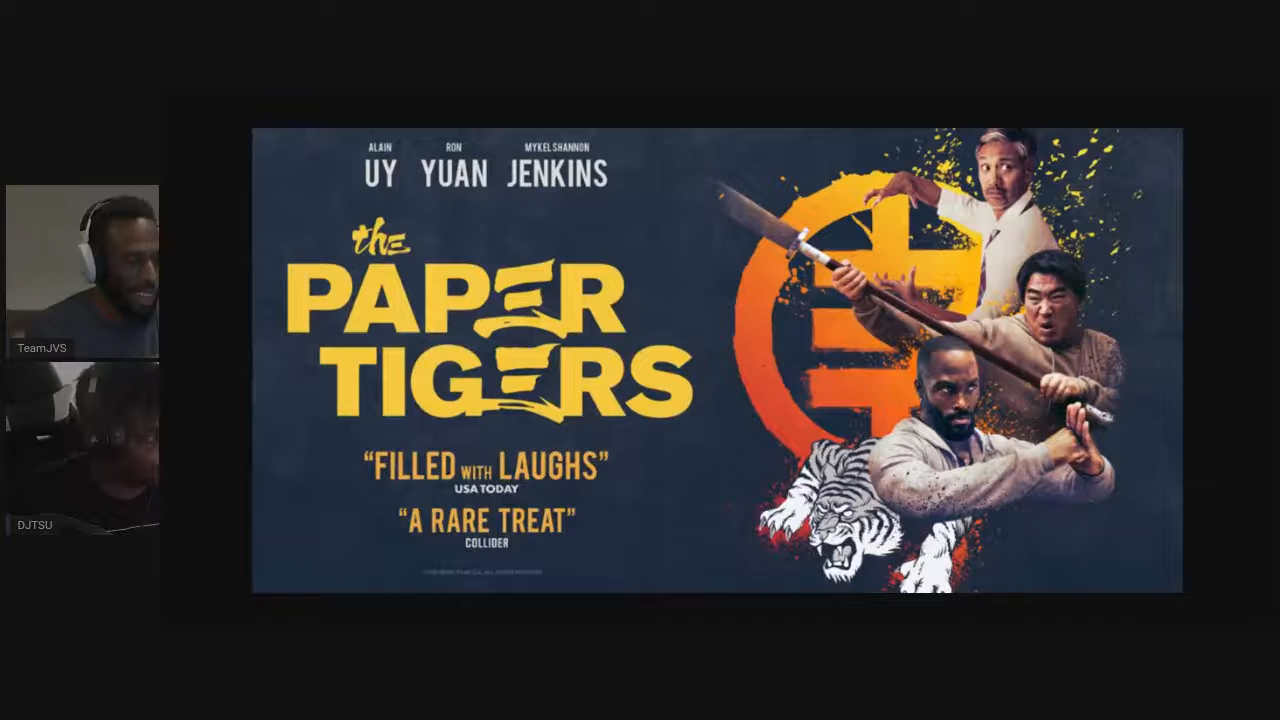 ALAIN RON MYKEL SHANNON
UY YUAN JENKINS
the
PAPER
TIGERS
"FILLED WITH LAUGHS"
USA TODAY
"A RARE TREAT"
COLLIDER
TeamJVS
DJTSU